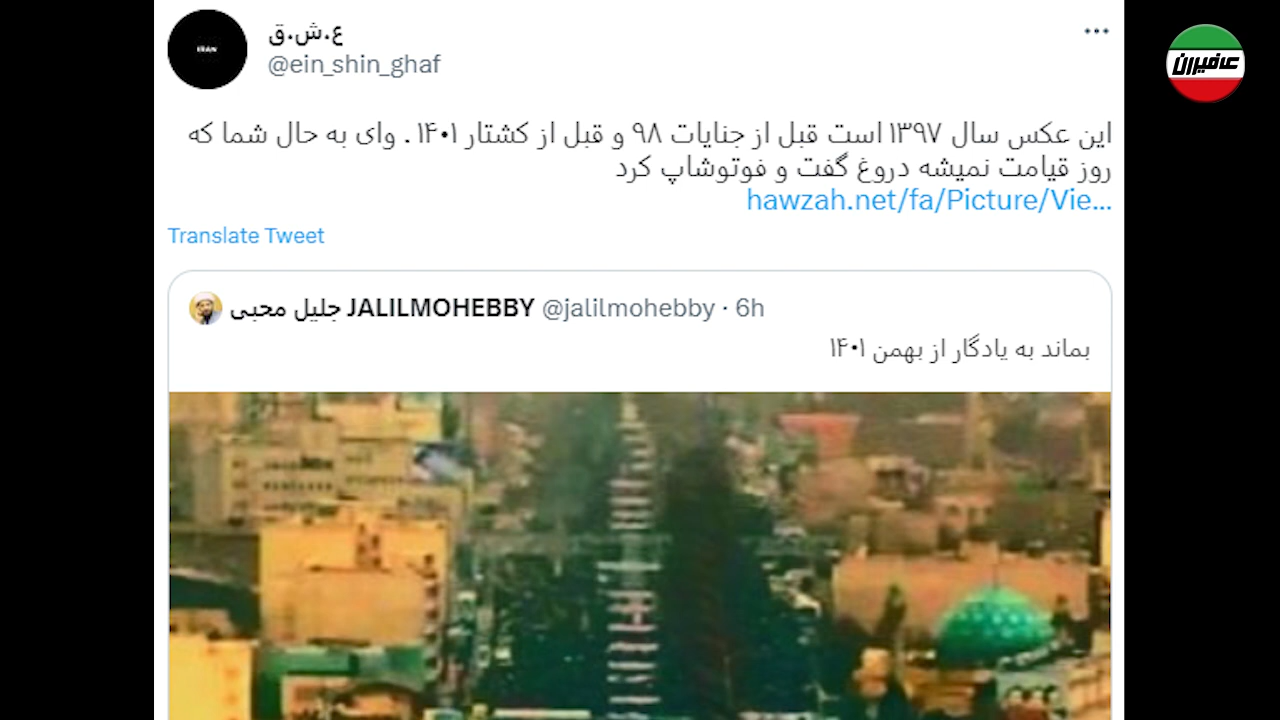 ع.ش.ق
@ein_shin_ghaf
IRAN
عافیران
این عکس سال ۱۳۹۷ است قبل از جنایات ۹۸ و قبل از کشتار ۱۴۰۱ . وای به حال شما که
روز قیامت نمیشه دروغ گفت و فوتوشاپ کرد
hawzah.net/fa/Picture/Vie...
Translate Tweet
جلیل محبی JALILMOHEBBY @jalilmohebby · 6h
بماند به یادگار از بهمن ۱۴۰۱